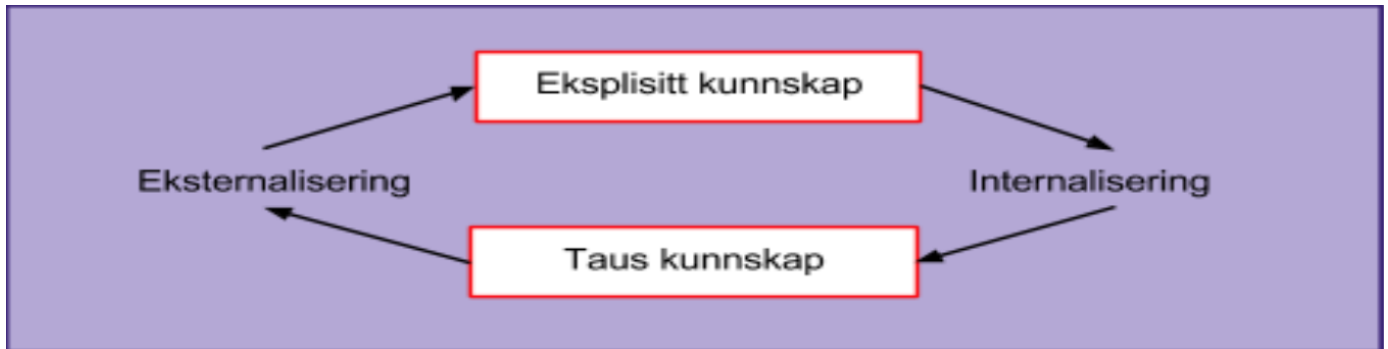 Eksplisitt kunnskap
Eksternalisering
Internalisering
Taus kunnskap